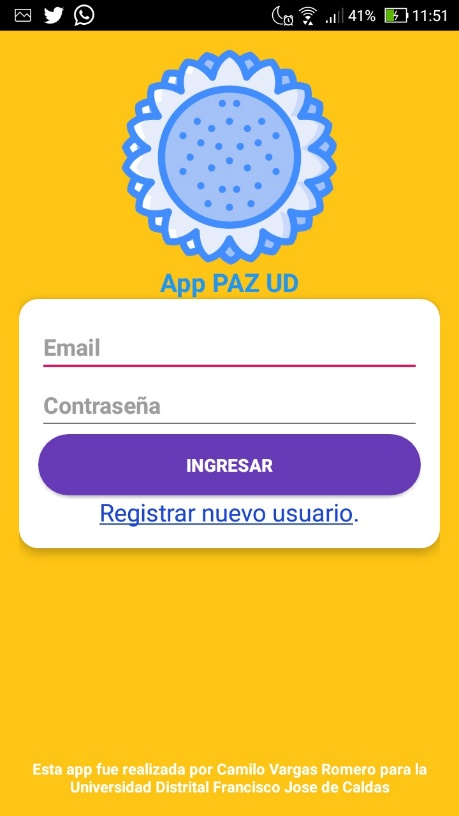 41% 11:51
App PAZ UD
Email
Contraseña
INGRESAR
Registrar nuevo usuario.
Esta app fue realizada por Camilo Vargas Romero para la
Universidad Distrital Francisco Jose de Caldas